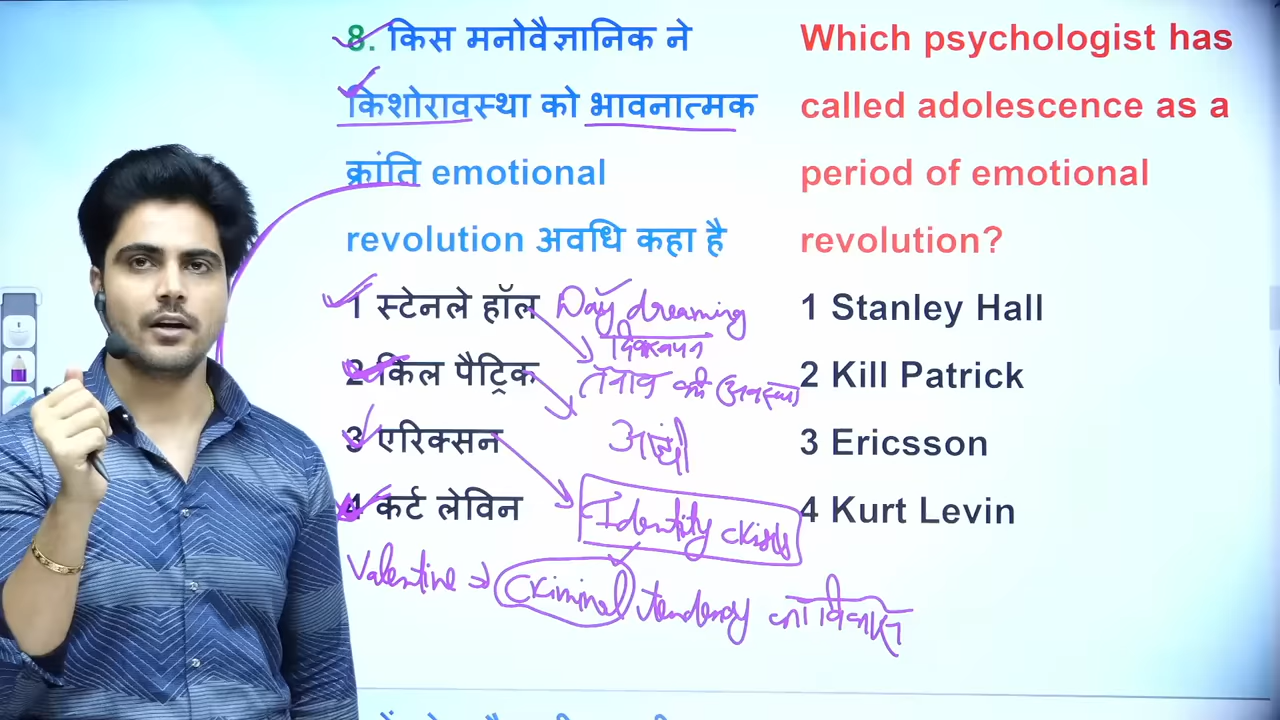 8. किस मनोवैज्ञानिक ने
किशोरावस्था को भावनात्मक
क्रांति emotional
revolution अवधि कहा है
1 स्टेनले हॉल Day dreaming
दिवास्वपन
2 किल पैट्रिक तनाव की अवस्था
3 एरिक्सन आंधी
4 कर्ट लेविन Identity crisis
Valentine → Criminal tendency का विकास
Which psychologist has
called adolescence as a
period of emotional
revolution?
1 Stanley Hall
2 Kill Patrick
3 Ericsson
4 Kurt Levin